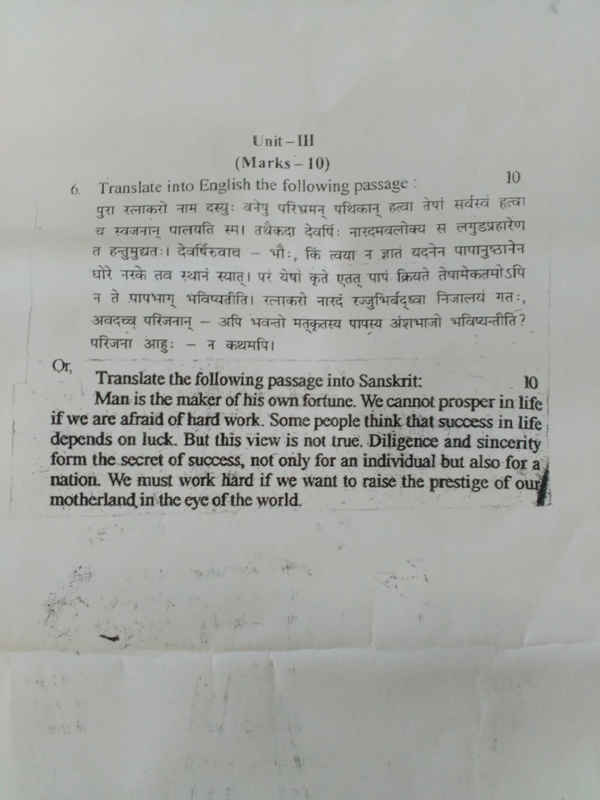 Unit – III
(Marks – 10)
6. Translate into English the following passage : 10
पुरा रत्नाकरो नाम दस्युः वनेषु परिभ्रमन् पथिकान् हत्वा तेषां सर्वस्वं हृत्वा
च स्वजनान् पालयति स्म। तथैकदा देवर्षिः नारदमवलोक्य स लगुडप्रहारेण
त हन्तुमुद्यतः। देवर्षिरुवाच – भौः, किं त्वया न ज्ञात यदनेन पापानुष्ठानेन
घोरे नरके तव स्थानं स्यात्। परं येषां कृते एतत् पापं क्रियते तेषामेकतमोऽपि
न ते पापभाग् भविष्यतीति। रत्नाकरो नारदं रज्जुभिर्वद्ध्वा निजालयं गतः,
अवदच्च परिजनान् – अपि भवन्तो मत्कृतस्य पापस्य अंशभाजो भविष्यन्तीति?
परिजना आहुः – न कथमपि।
Or,
Translate the following passage into Sanskrit: 10
Man is the maker of his own fortune. We cannot prosper in life
if we are afraid of hard work. Some people think that success in life
depends on luck. But this view is not true. Diligence and sincerity
form the secret of success, not only for an individual but also for a
nation. We must work hard if we want to raise the prestige of our
motherland, in the eye of the world.